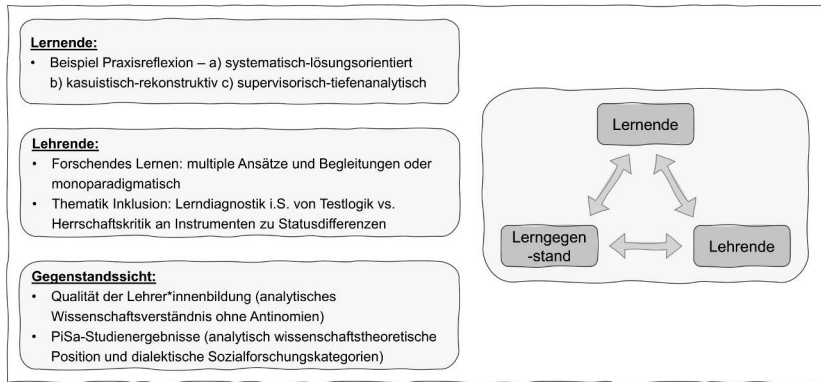 Lernende:
• Beispiel Praxisreflexion – a) systematisch-lösungsorientiert
b) kasuistisch-rekonstruktiv c) supervisorisch-tiefenanalytisch
Lehrende:
• Forschendes Lernen: multiple Ansätze und Begleitungen oder
monoparadigmatisch
• Thematik Inklusion: Lerndiagnostik i.S. von Testlogik vs.
Herrschaftskritik an Instrumenten zu Statusdifferenzen
Gegenstandssicht:
• Qualität der Lehrer*innenbildung (analytisches
Wissenschaftsverständnis ohne Antinomien)
• PiSa-Studienergebnisse (analytisch wissenschaftstheoretische
Position und dialektische Sozialforschungskategorien)
Lernende
Lerngegen
-stand
Lehrende